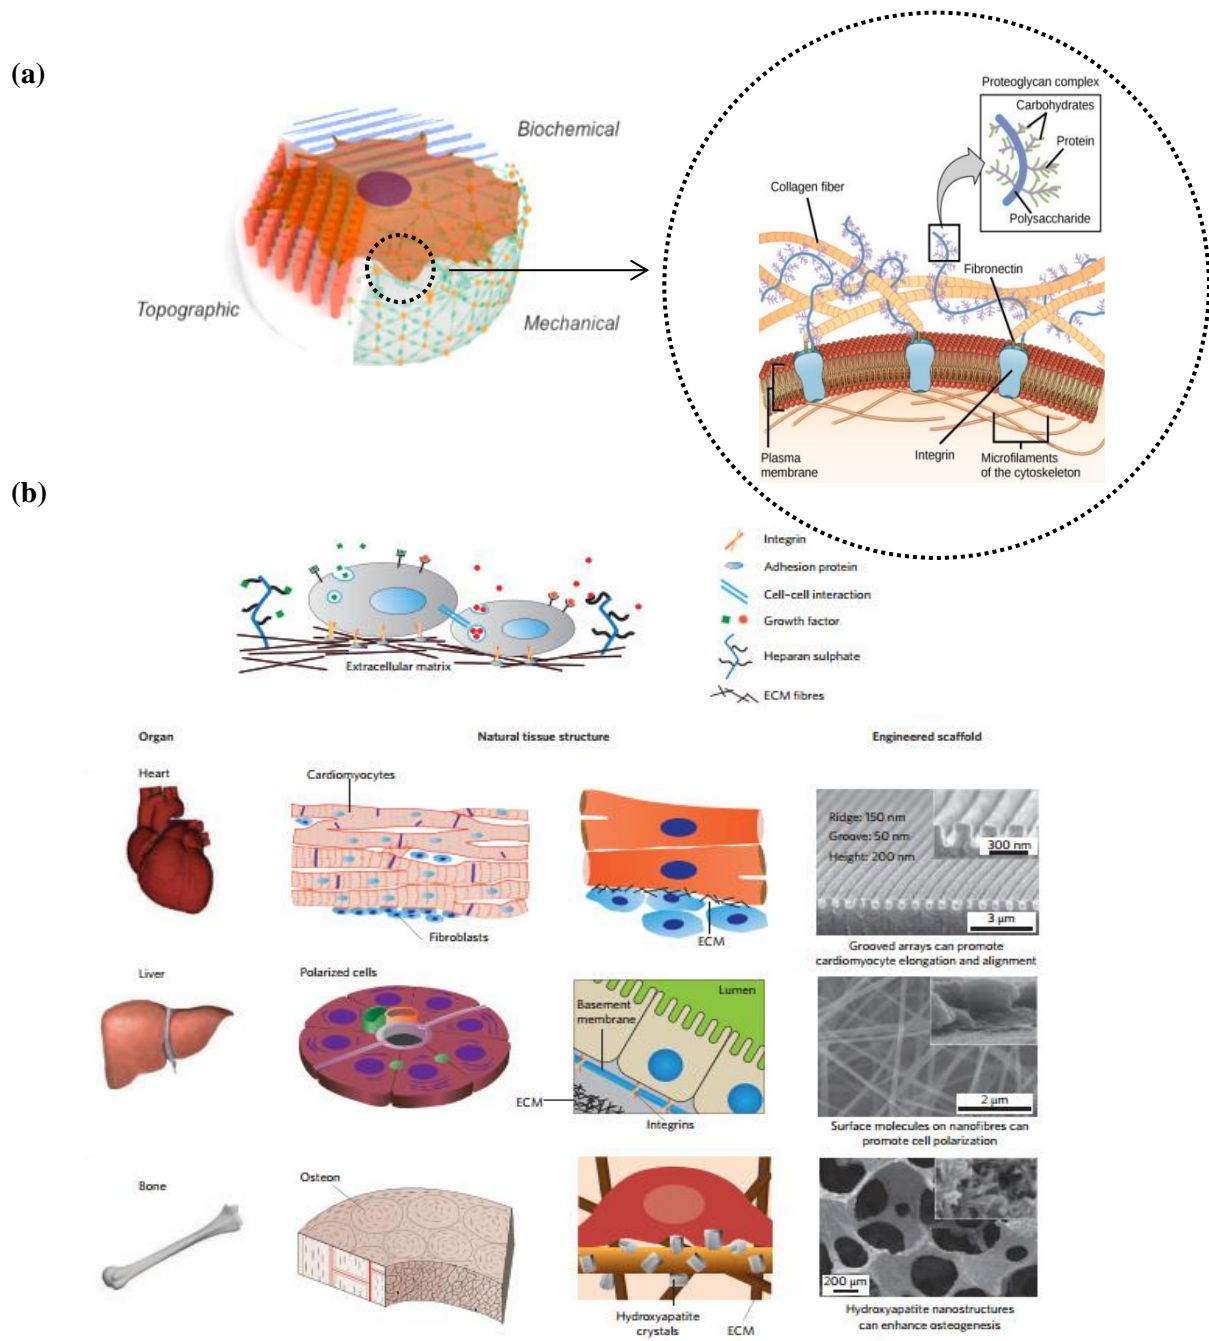 (a)
Biochemical
Topographic
Mechanical
Proteoglycan complex
Carbohydrates
Protein
Polysaccharide
Collagen fiber
Fibronectin
Plasma
membrane
Integrin
Microfilaments
of the cytoskeleton
(b)
Extracellular matrix
Integrin
Adhesion protein
Cell–cell interaction
Growth factor
Heparan sulphate
ECM fibres
Organ
Natural tissue structure
Engineered scaffold
Heart
Cardiomyocytes
Fibroblasts
ECM
Ridge: 150 nm
Groove: 50 nm
Height: 200 nm
300 nm
3 μm
Grooved arrays can promote
cardiomyocyte elongation and alignment
Liver
Polarized cells
Lumen
Basement
membrane
ECM
Integrins
2 μm
Surface molecules on nanofibres can
promote cell polarization
Bone
Osteon
Hydroxyapatite
crystals
ECM
200 μm
Hydroxyapatite nanostructures
can enhance osteogenesis